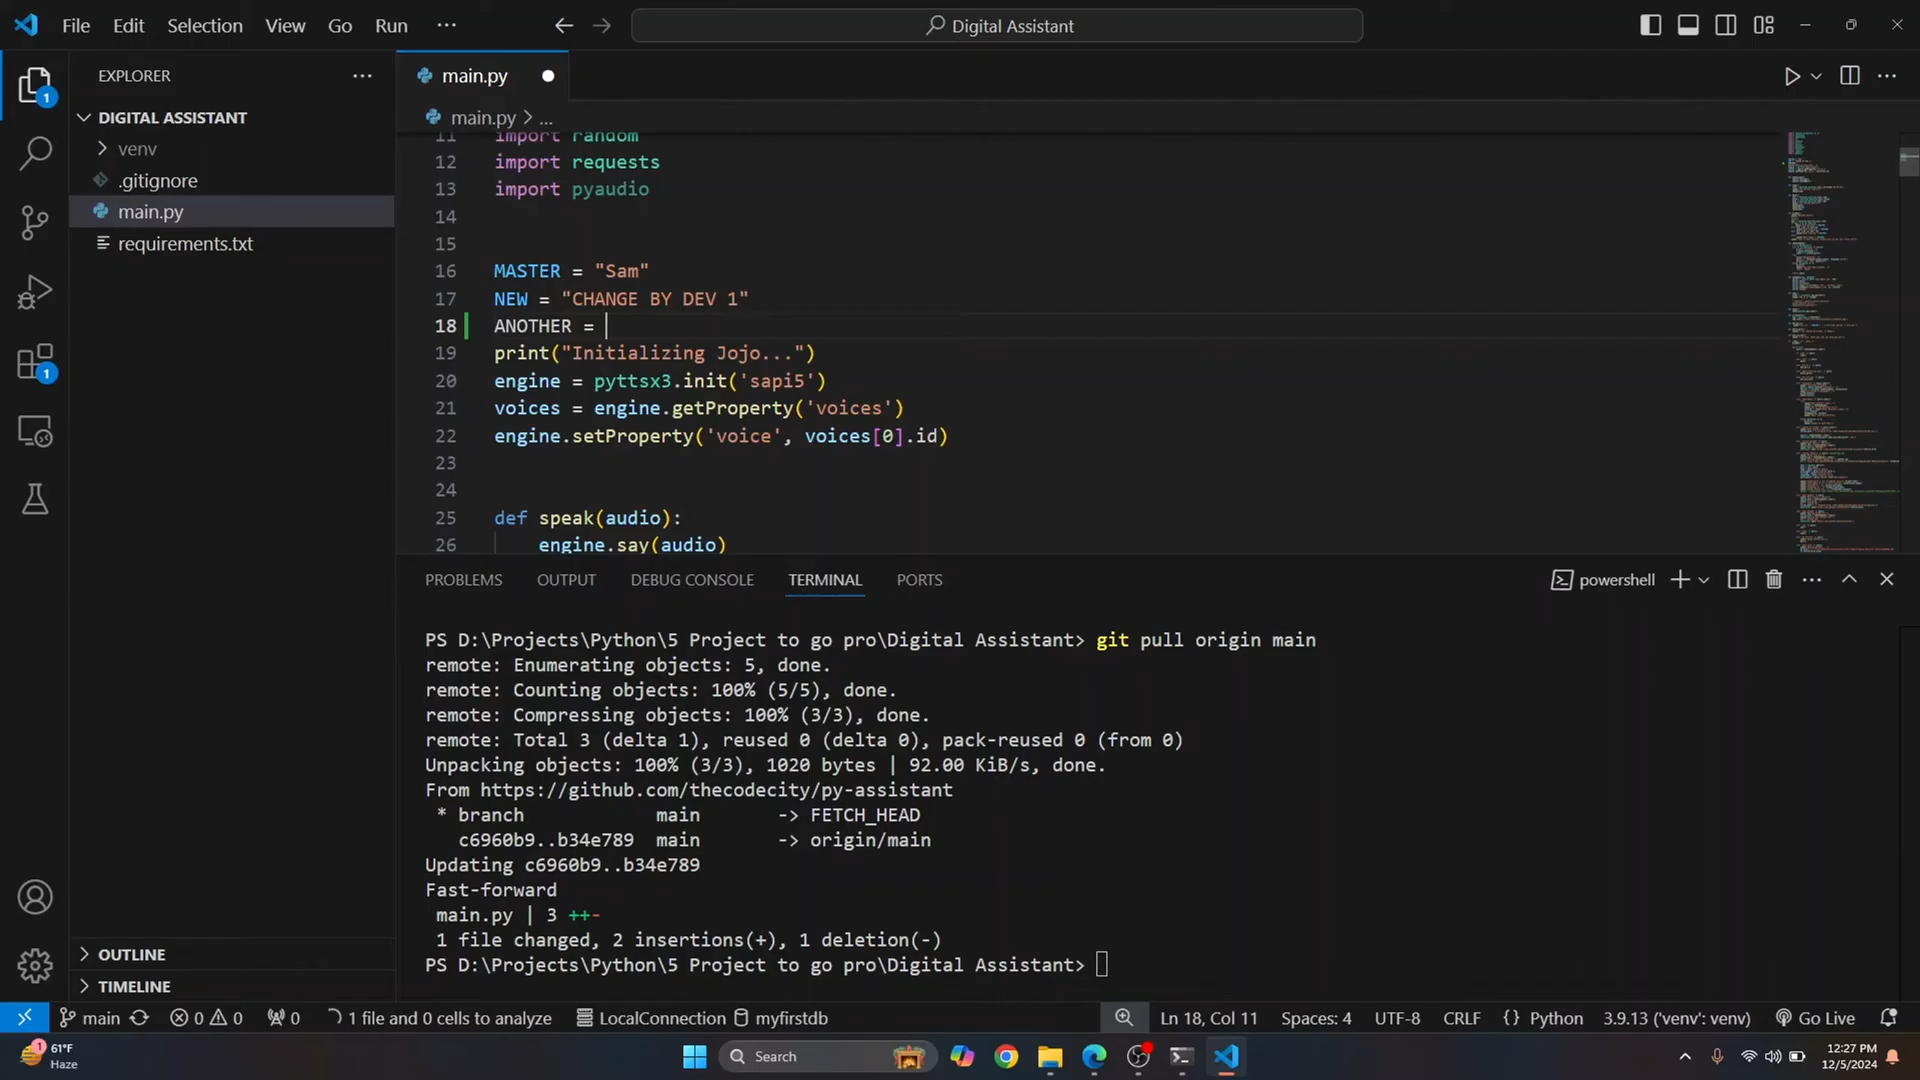 File Edit Selection View Go Run ···
Digital Assistant
EXPLORER ···
main.py
1
DIGITAL ASSISTANT
venv
.gitignore
main.py
requirements.txt
1
OUTLINE
TIMELINE
main.py > ...
11 import random
12 import requests
13 import pyaudio
14
15
16 MASTER = "Sam"
17 NEW = "CHANGE BY DEV 1"
18 ANOTHER =
19 print("Initializing Jojo...")
20 engine = pyttsx3.init('sapi5')
21 voices = engine.getProperty('voices')
22 engine.setProperty('voice', voices[0].id)
23
24
25 def speak(audio):
26 engine.say(audio)
PROBLEMS OUTPUT DEBUG CONSOLE TERMINAL PORTS
powershell
PS D:\Projects\Python\5 Project to go pro\Digital Assistant> git pull origin main
remote: Enumerating objects: 5, done.
remote: Counting objects: 100% (5/5), done.
remote: Compressing objects: 100% (3/3), done.
remote: Total 3 (delta 1), reused 0 (delta 0), pack-reused 0 (from 0)
Unpacking objects: 100% (3/3), 1020 bytes | 92.00 KiB/s, done.
From https://github.com/thecodecity/py-assistant
* branch main -> FETCH_HEAD
c6960b9..b34e789 main -> origin/main
Updating c6960b9..b34e789
Fast-forward
main.py | 3 ++-
1 file changed, 2 insertions(+), 1 deletion(-)
PS D:\Projects\Python\5 Project to go pro\Digital Assistant>
main 0 0 0 1 file and 0 cells to analyze LocalConnection myfirstdb Ln 18, Col 11 Spaces: 4 UTF-8 CRLF {} Python 3.9.13 ('venv': venv) Go Live
1
61°F
Haze
Search
12:27 PM
12/5/2024